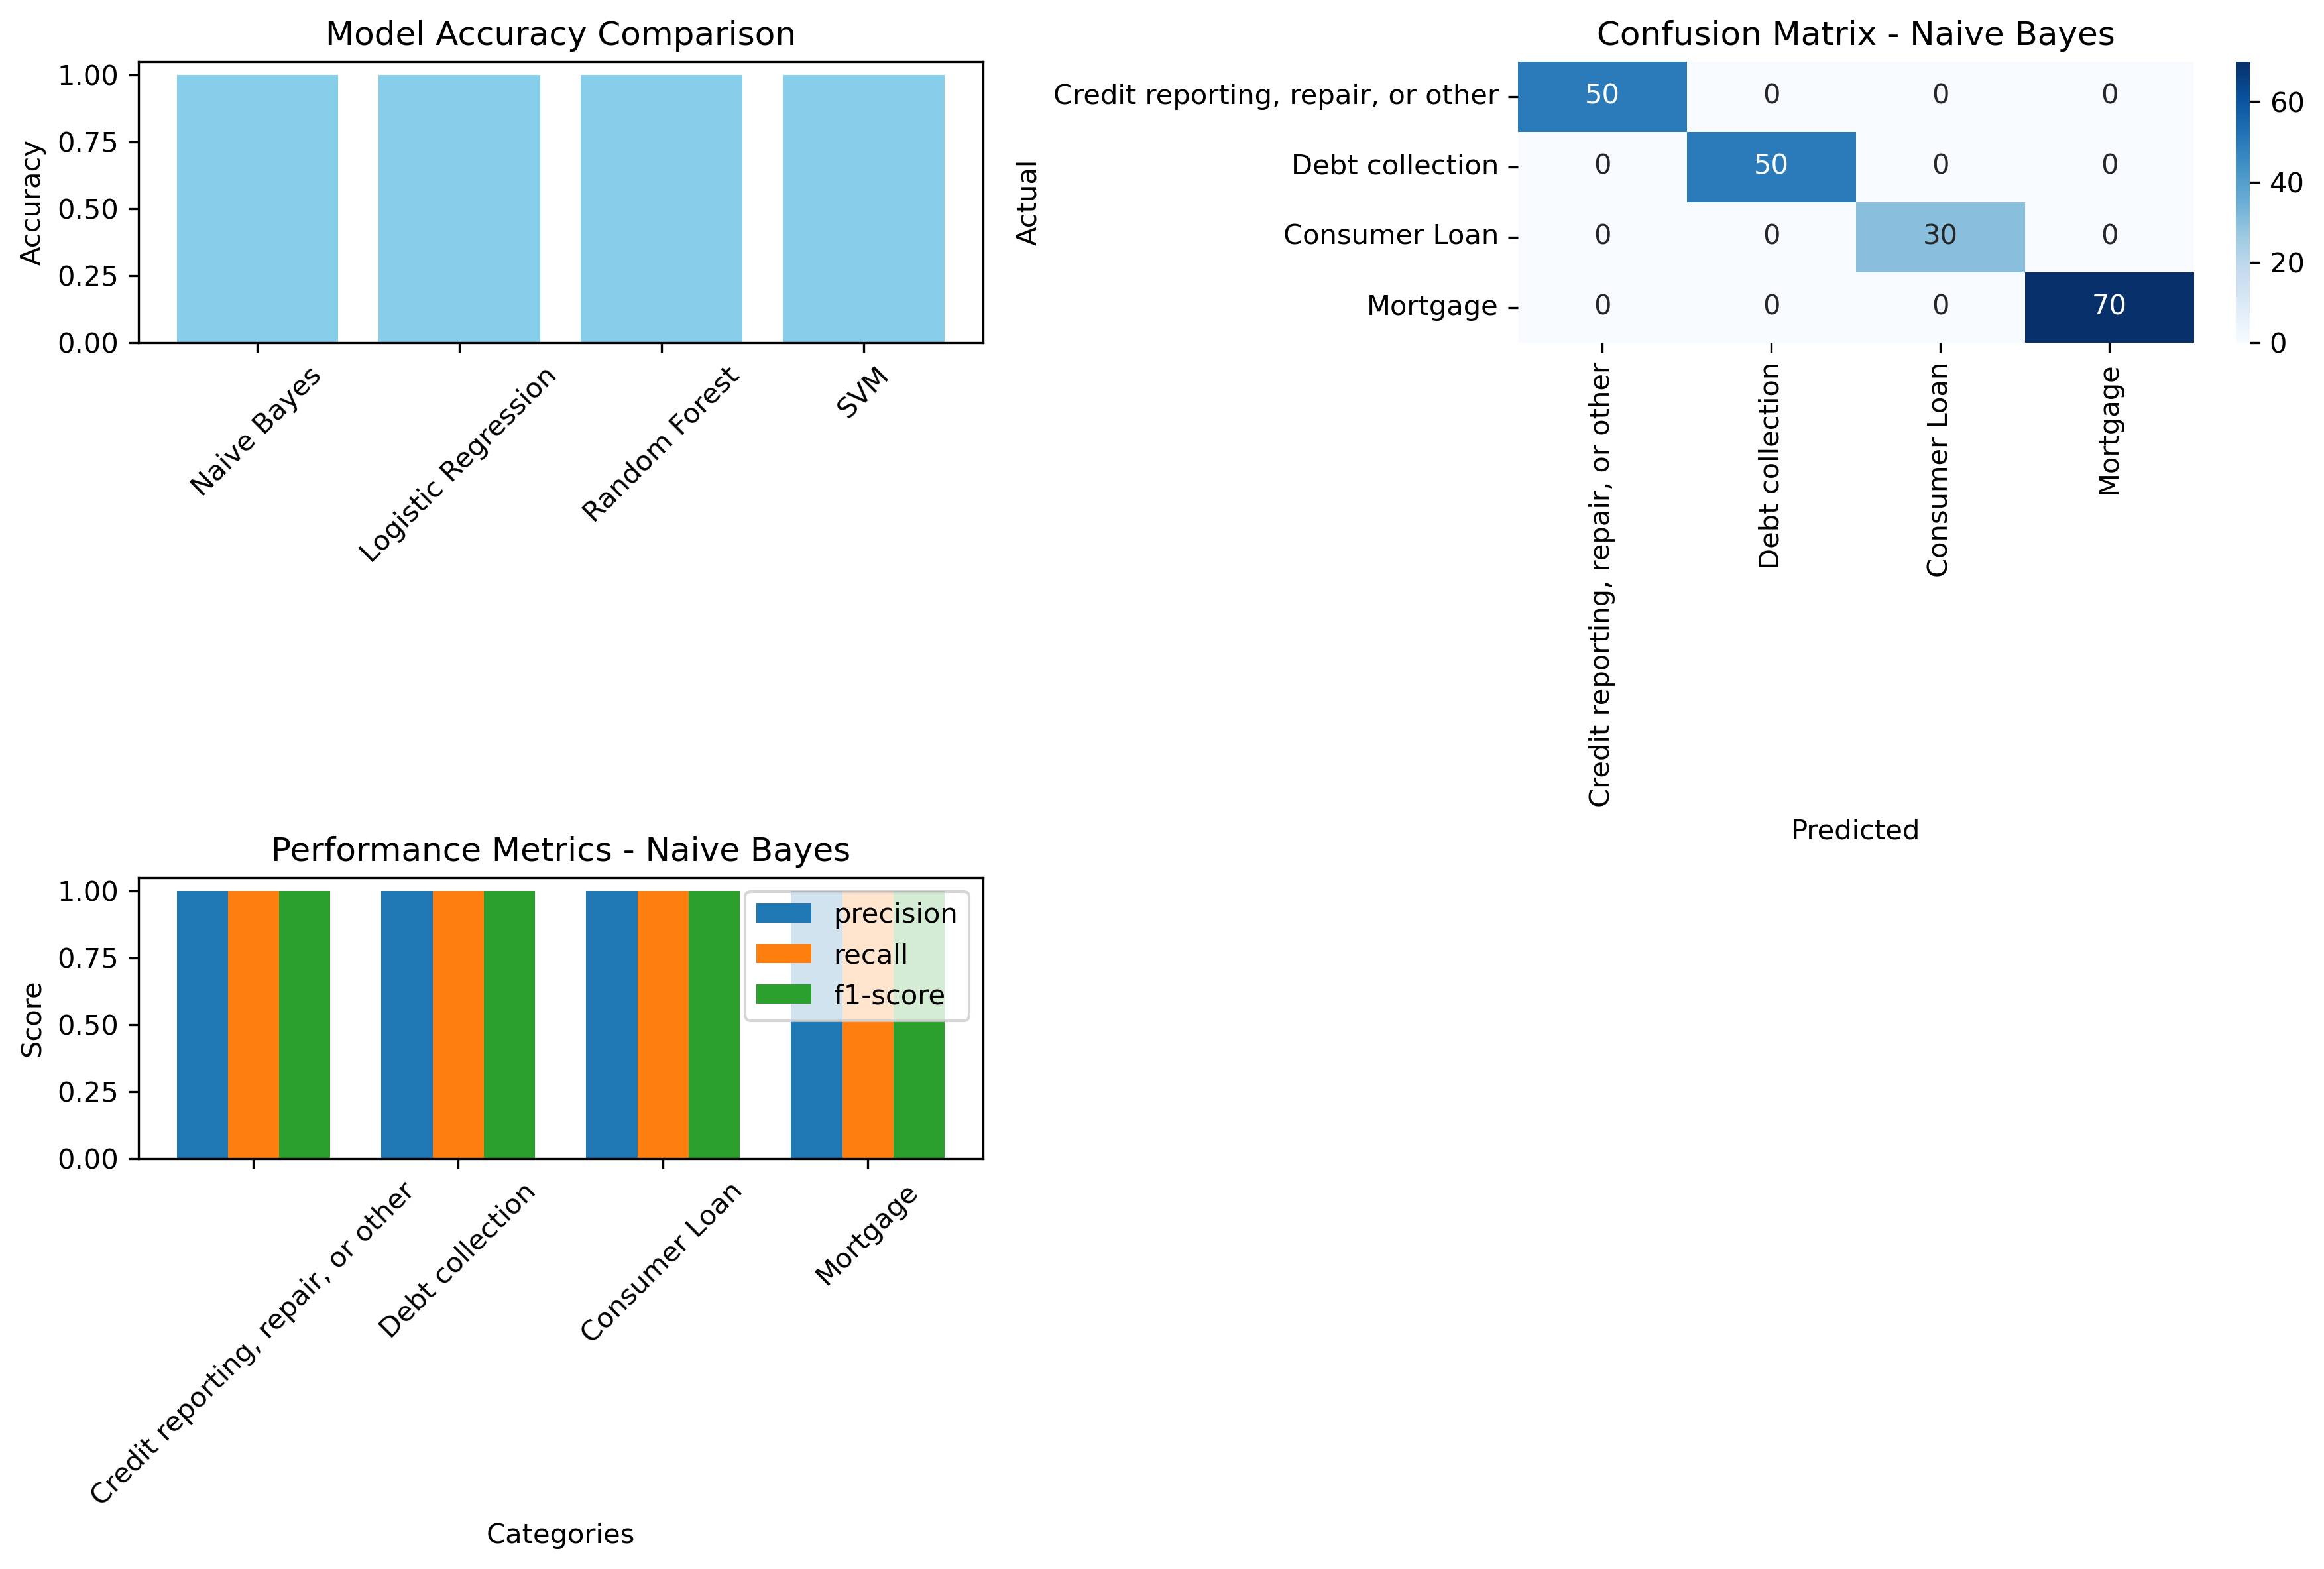 Model Accuracy Comparison
1.00
0.75
0.50
0.25
0.00
Accuracy
Naive Bayes
Logistic Regression
Random Forest
SVM
Confusion Matrix - Naive Bayes
Actual
Credit reporting, repair, or other
Debt collection
Consumer Loan
Mortgage
50 0 0 0
0 50 0 0
0 0 30 0
0 0 0 70
60
40
20
0
Credit reporting, repair, or other
Debt collection
Consumer Loan
Mortgage
Predicted
Performance Metrics - Naive Bayes
1.00
0.75
0.50
0.25
0.00
Score
precision
recall
f1-score
Credit reporting, repair, or other
Debt collection
Consumer Loan
Mortgage
Categories